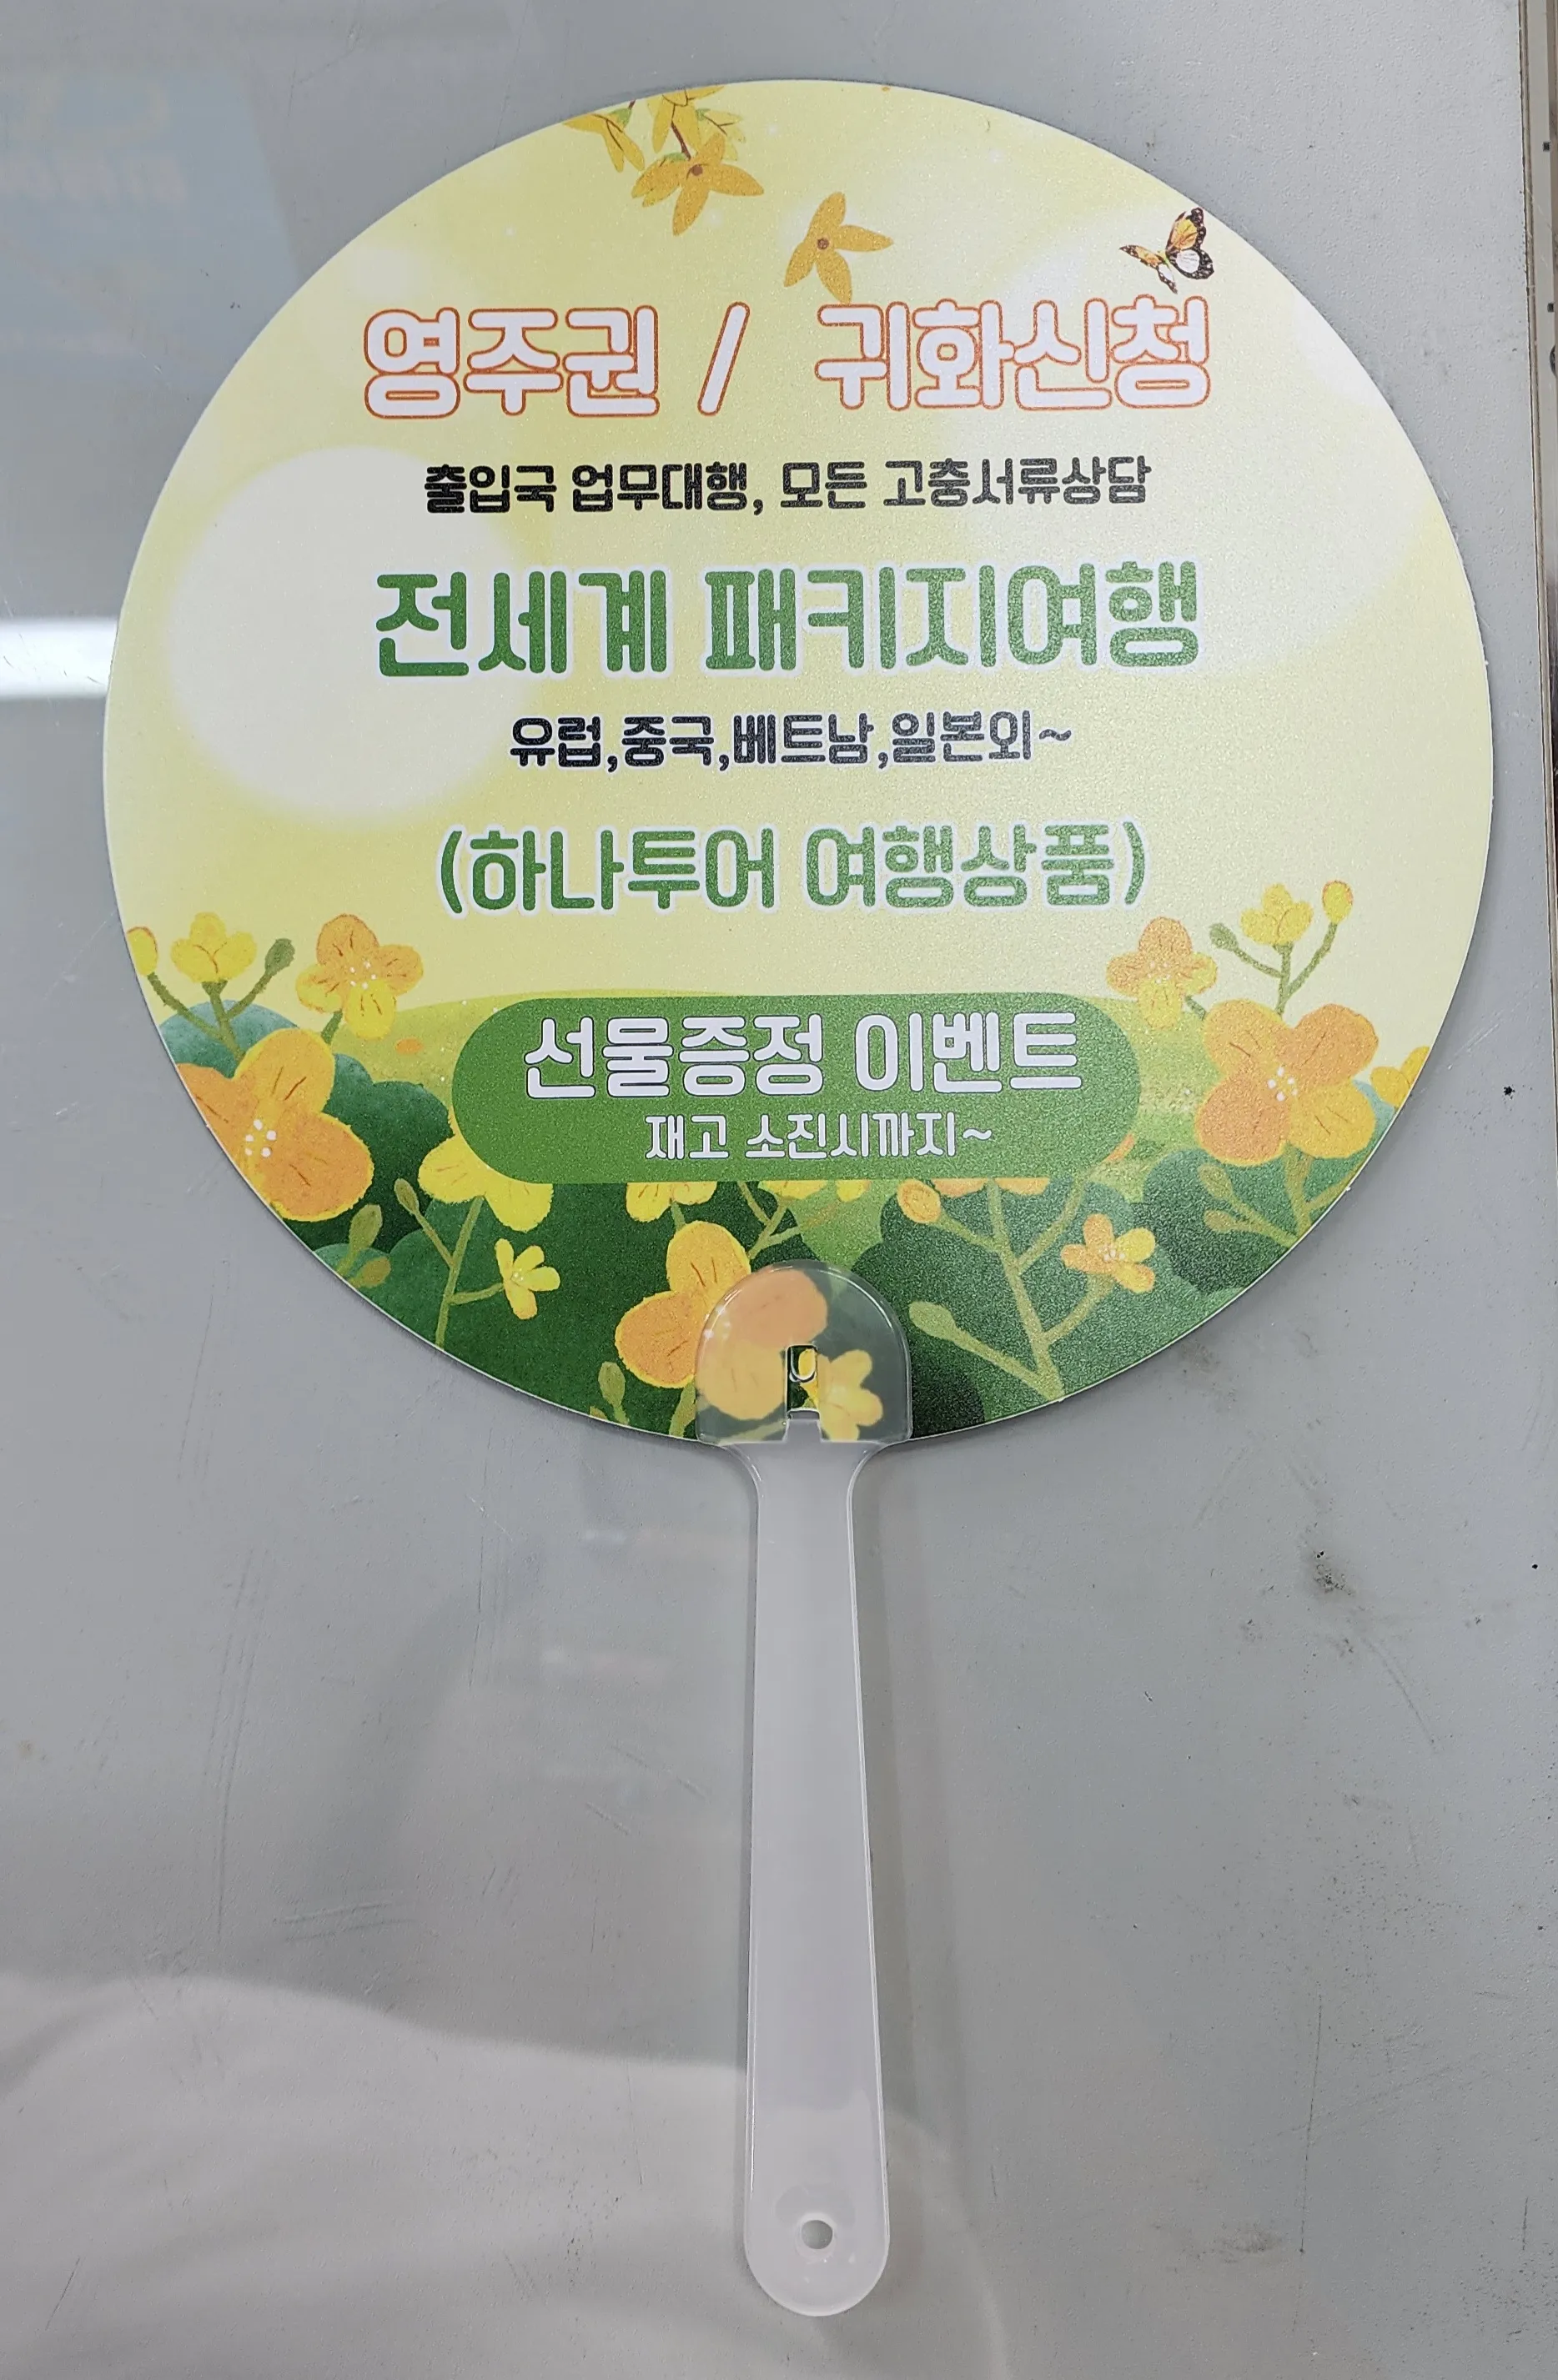 영주권 / 귀화신청
출입국 업무대행, 모든 고충서류상담
전세계 패키지여행
유럽,중국,베트남,일본외~
(하나투어 여행상품)
선물증정 이벤트
재고 소진시까지~